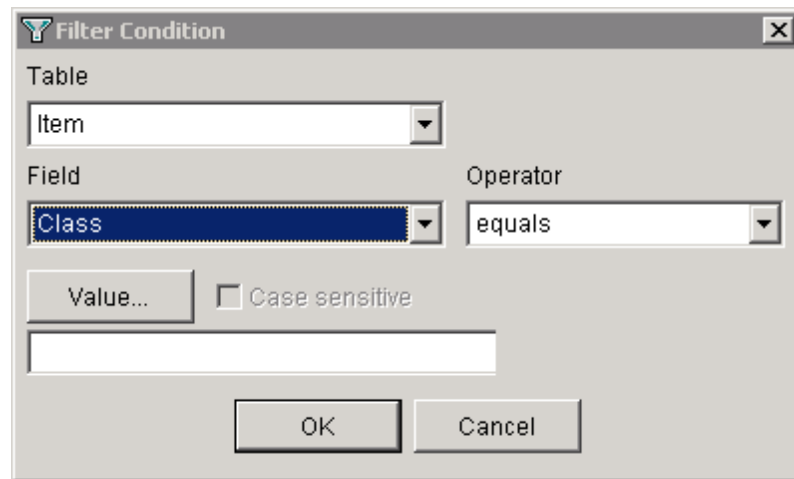 Filter Condition
Table
Item
Field Operator
Class equals
Value... Case sensitive
OK Cancel